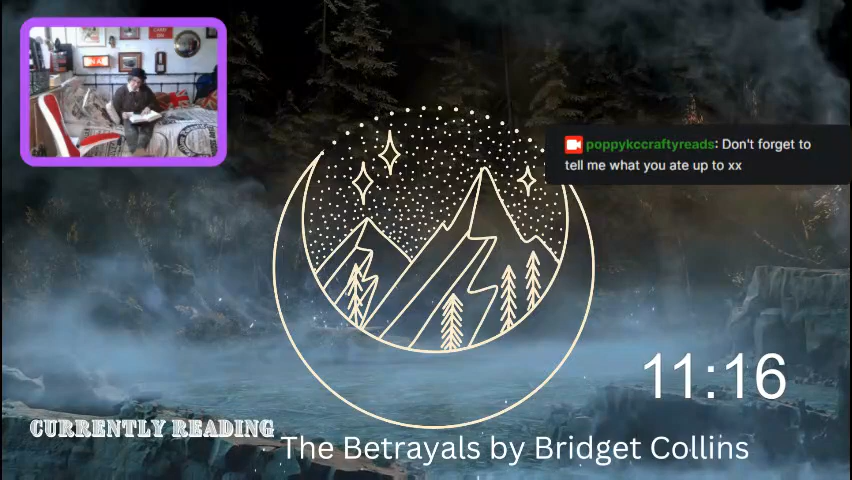 poppykccraftyreads: Don't forget to
tell me what you ate up to xx
11:16
CURRENTLY READING
The Betrayals by Bridget Collins